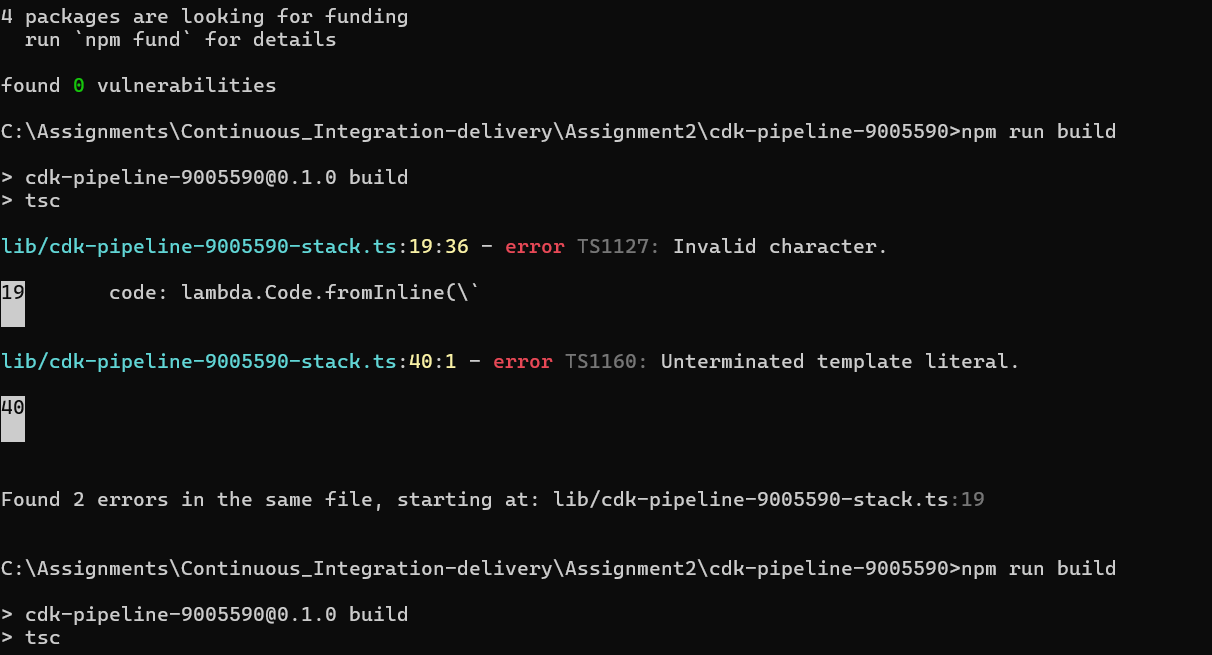 4 packages are looking for funding
  run `npm fund` for details
found 0 vulnerabilities
C:\Assignments\Continuous_Integration-delivery\Assignment2\cdk-pipeline-9005590>npm run build
> cdk-pipeline-9005590@0.1.0 build
> tsc
lib/cdk-pipeline-9005590-stack.ts:19:36 - error TS1127: Invalid character.
19       code: lambda.Code.fromInline(\`
lib/cdk-pipeline-9005590-stack.ts:40:1 - error TS1160: Unterminated template literal.
40
Found 2 errors in the same file, starting at: lib/cdk-pipeline-9005590-stack.ts:19
C:\Assignments\Continuous_Integration-delivery\Assignment2\cdk-pipeline-9005590>npm run build
> cdk-pipeline-9005590@0.1.0 build
> tsc